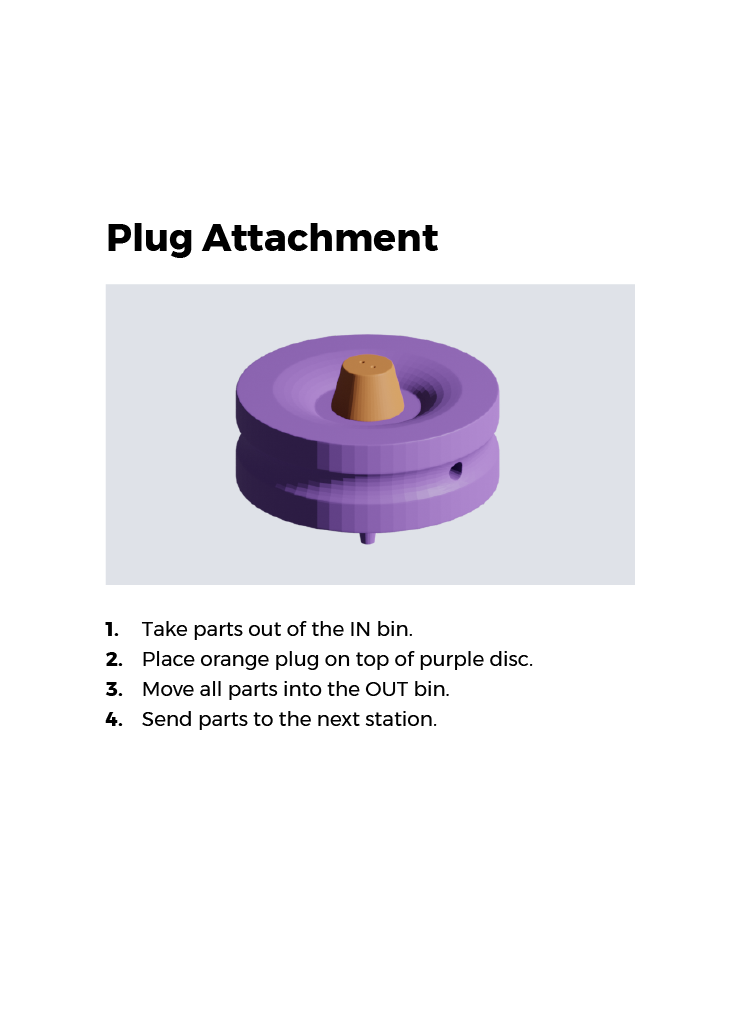 Plug Attachment
1. Take parts out of the IN bin.
2. Place orange plug on top of purple disc.
3. Move all parts into the OUT bin.
4. Send parts to the next station.